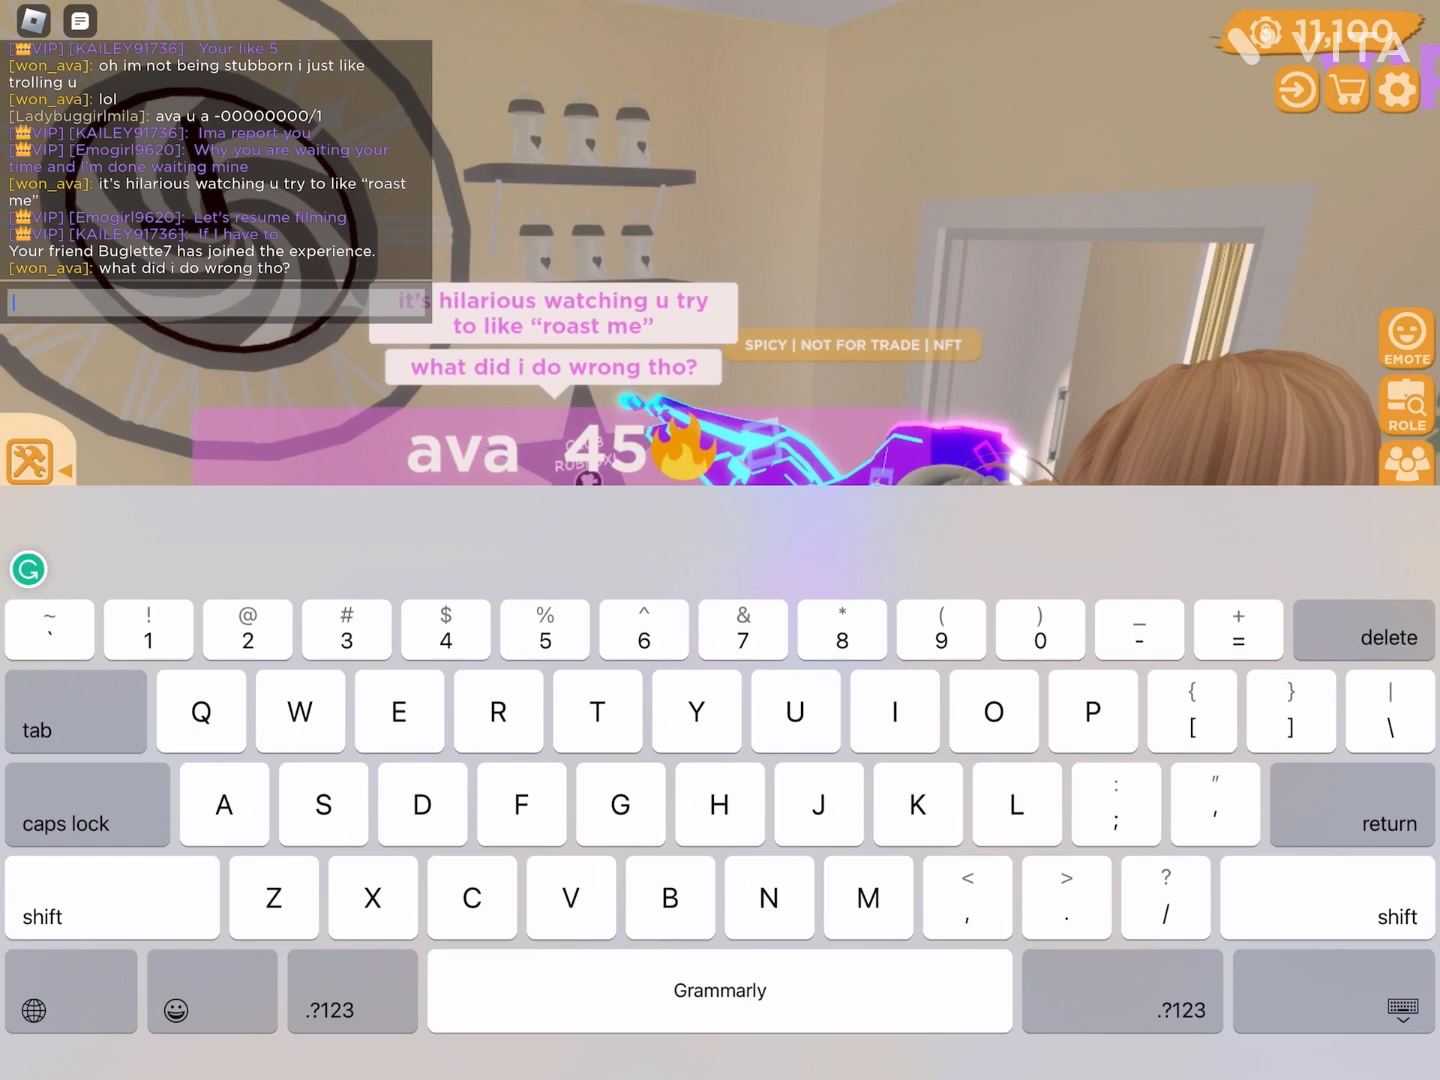 [👑VIP] [KAILEY91736]: Your like 5
[won_ava]: oh im not being stubborn i just like
trolling u
[won_ava]: lol
[Ladybuggirlmila]: ava u a -00000000/1
[👑VIP] [KAILEY91736]: Ima report you
[👑VIP] [Emogirl9620]: Why you are waiting your
time and I'm done waiting mine
[won_ava]: it's hilarious watching u try to like “roast
me”
[👑VIP] [Emogirl9620]: Let's resume filming
[👑VIP] [KAILEY91736]: If I have to
Your friend Buglette7 has joined the experience.
[won_ava]: what did i do wrong tho?
11,100
VITA
it's hilarious watching u try
to like “roast me”
what did i do wrong tho?
SPICY | NOT FOR TRADE | NFT
ava 45🔥
EMOTE
ROLE
~ ! @ # $ % ^ & * ( ) _ +
` 1 2 3 4 5 6 7 8 9 0 - = delete
{ } |
tab Q W E R T Y U I O P [ ] \
: "
caps lock A S D F G H J K L ; ' return
< > ?
shift Z X C V B N M , . / shift
.?123 Grammarly .?123